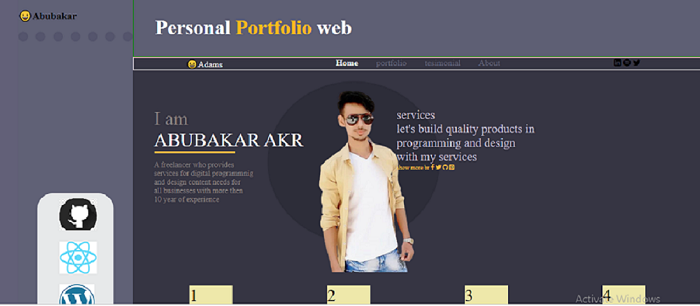 Abubakar
Personal Portfolio web
Adams
Home portfolio tesimonial About
I am
ABUBAKAR AKR
A freelancer who provides
services for digital programming
and design content needs for
all businesses with more then
10 year of experience
services
let's build quality products in
programming and design
with my services
show more be
1 2 3 4
Activate Windows